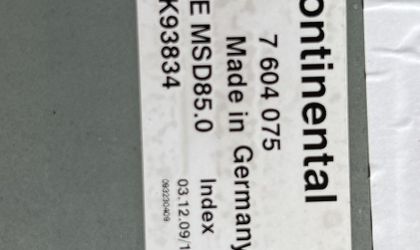 ontinental
7 604 075
Made in Germany
E MSD85.0 Index
K93834 03.12.09/1